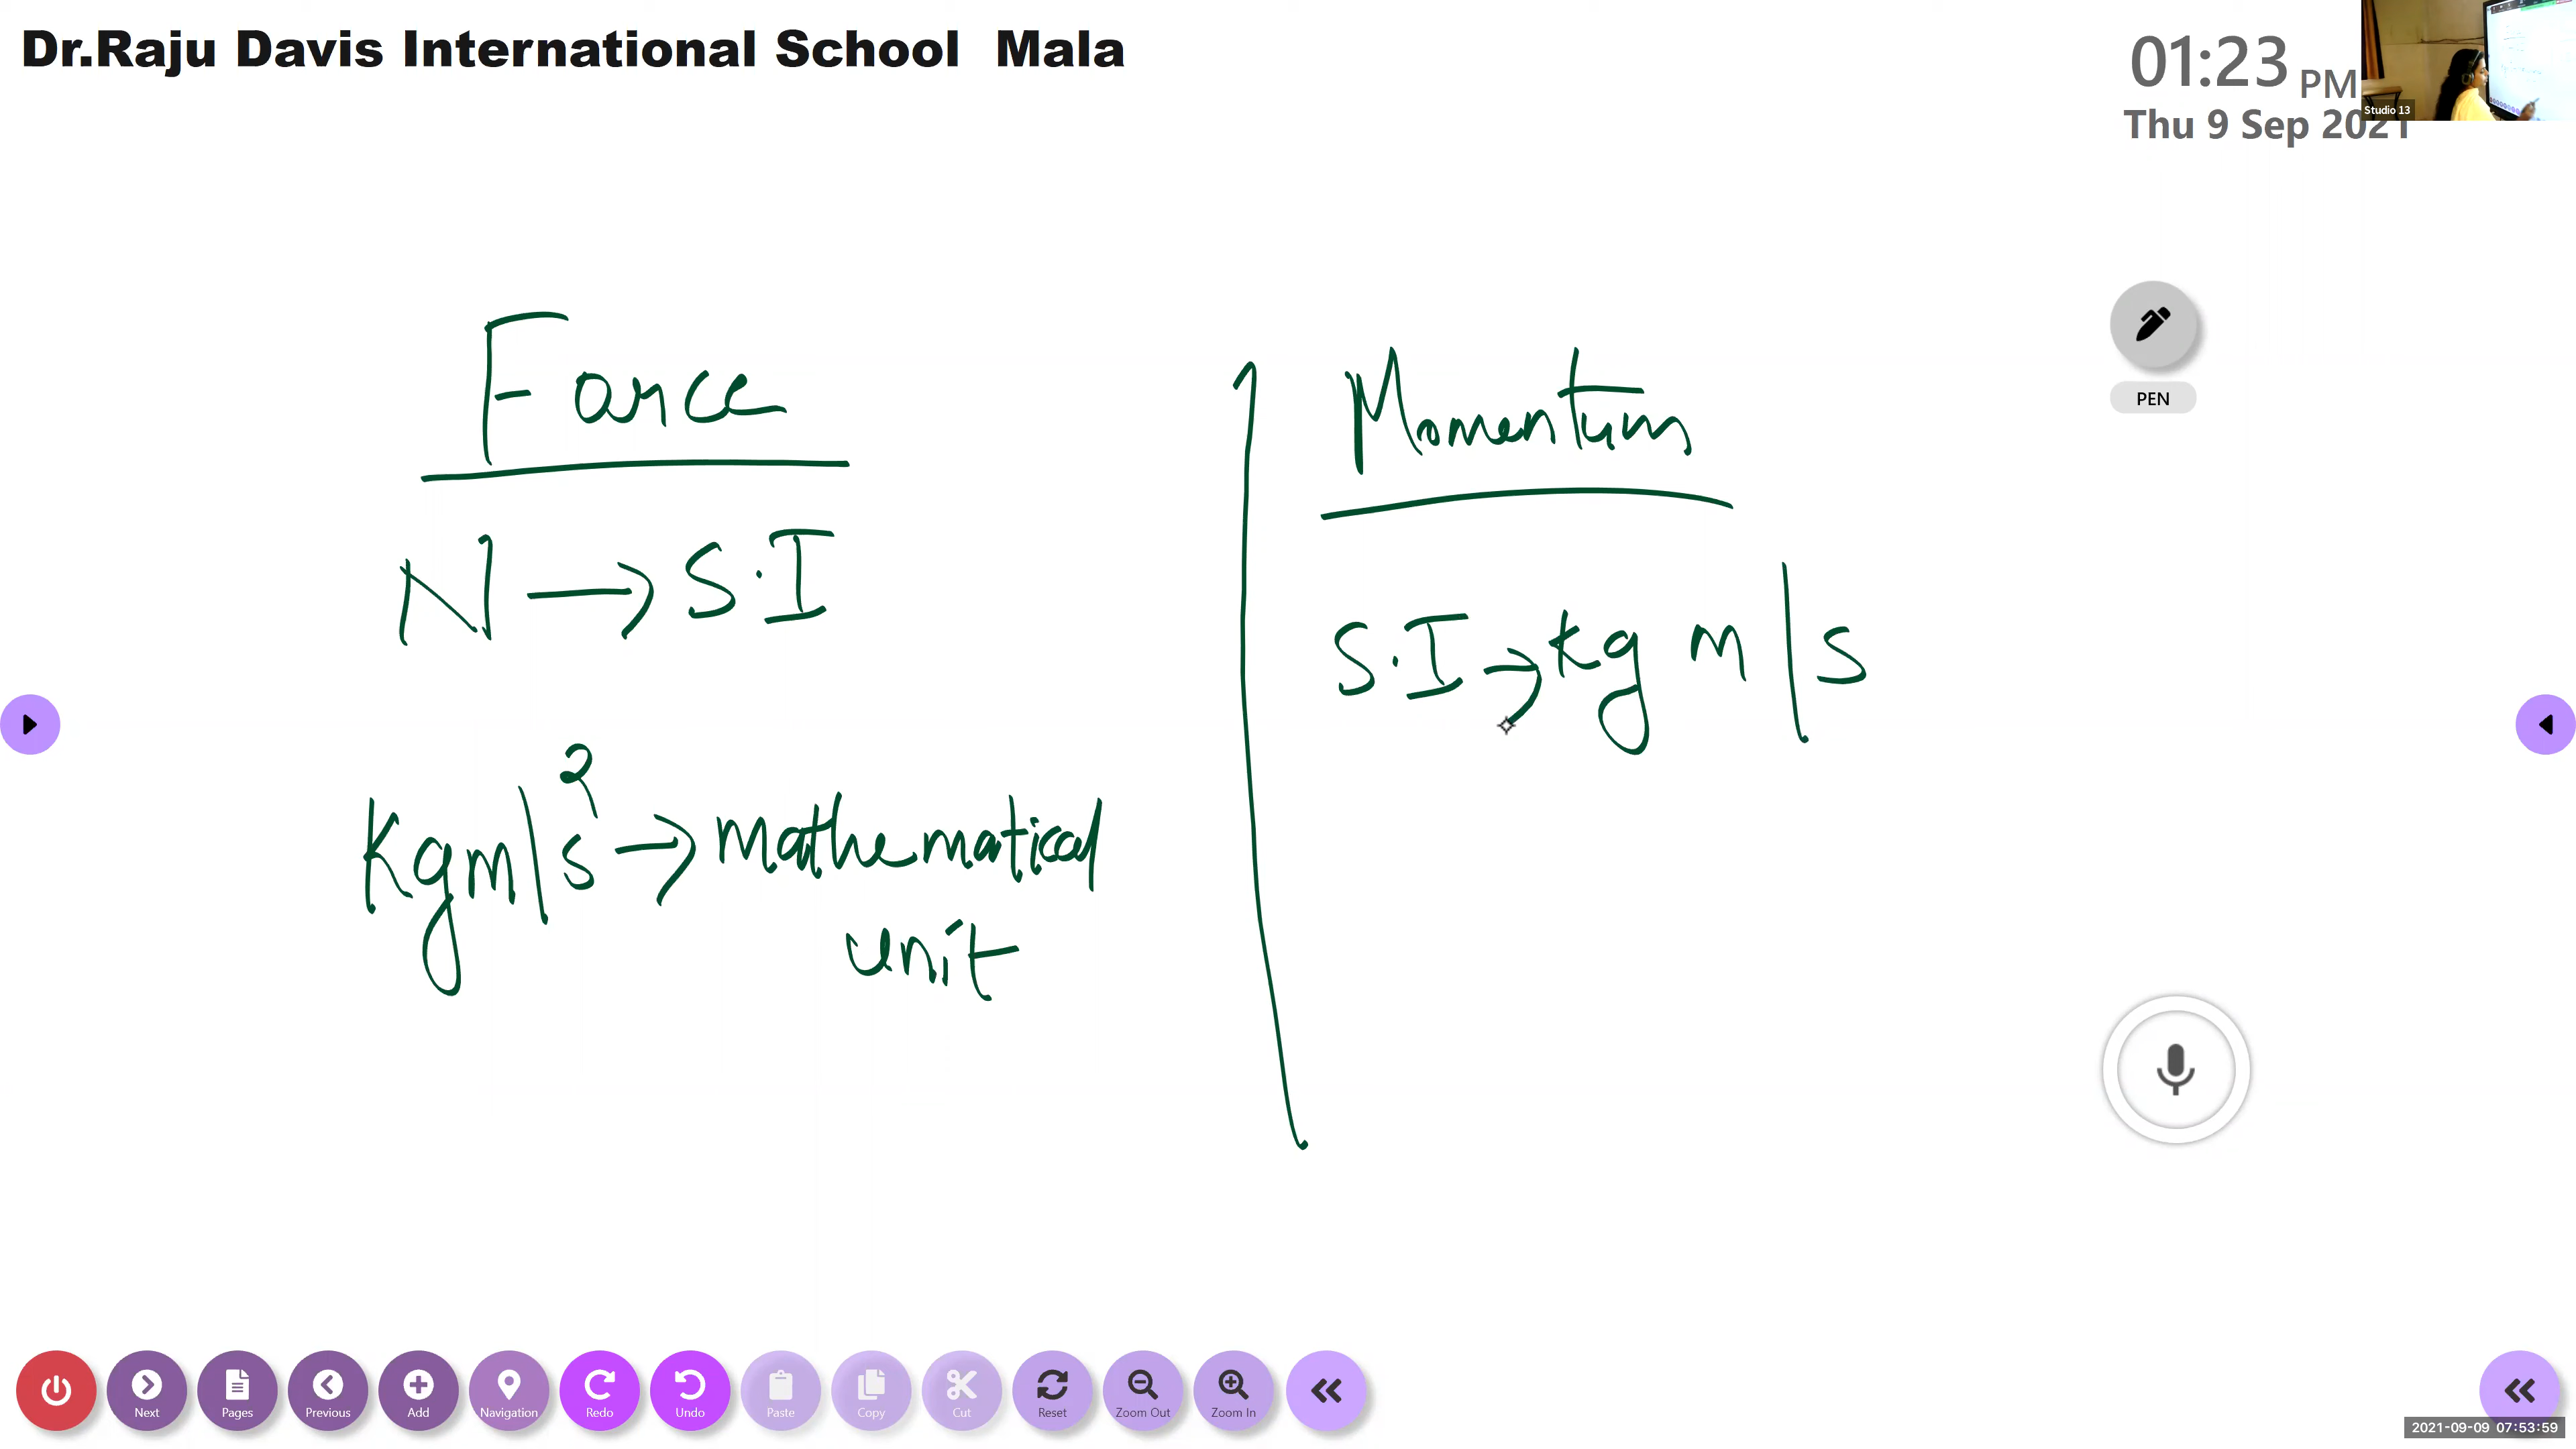 Dr.Raju Davis International School Mala
01:23 PM
Thu 9 Sep 2021
Studio 13
PEN
Force
N → S.I
Kgm/s² → mathematical
unit
Momentum
S.I → kg m/s
Next
Pages
Previous
Add
Navigation
Redo
Undo
Paste
Copy
Cut
Reset
Zoom Out
Zoom In
2021-09-09 07:53:59